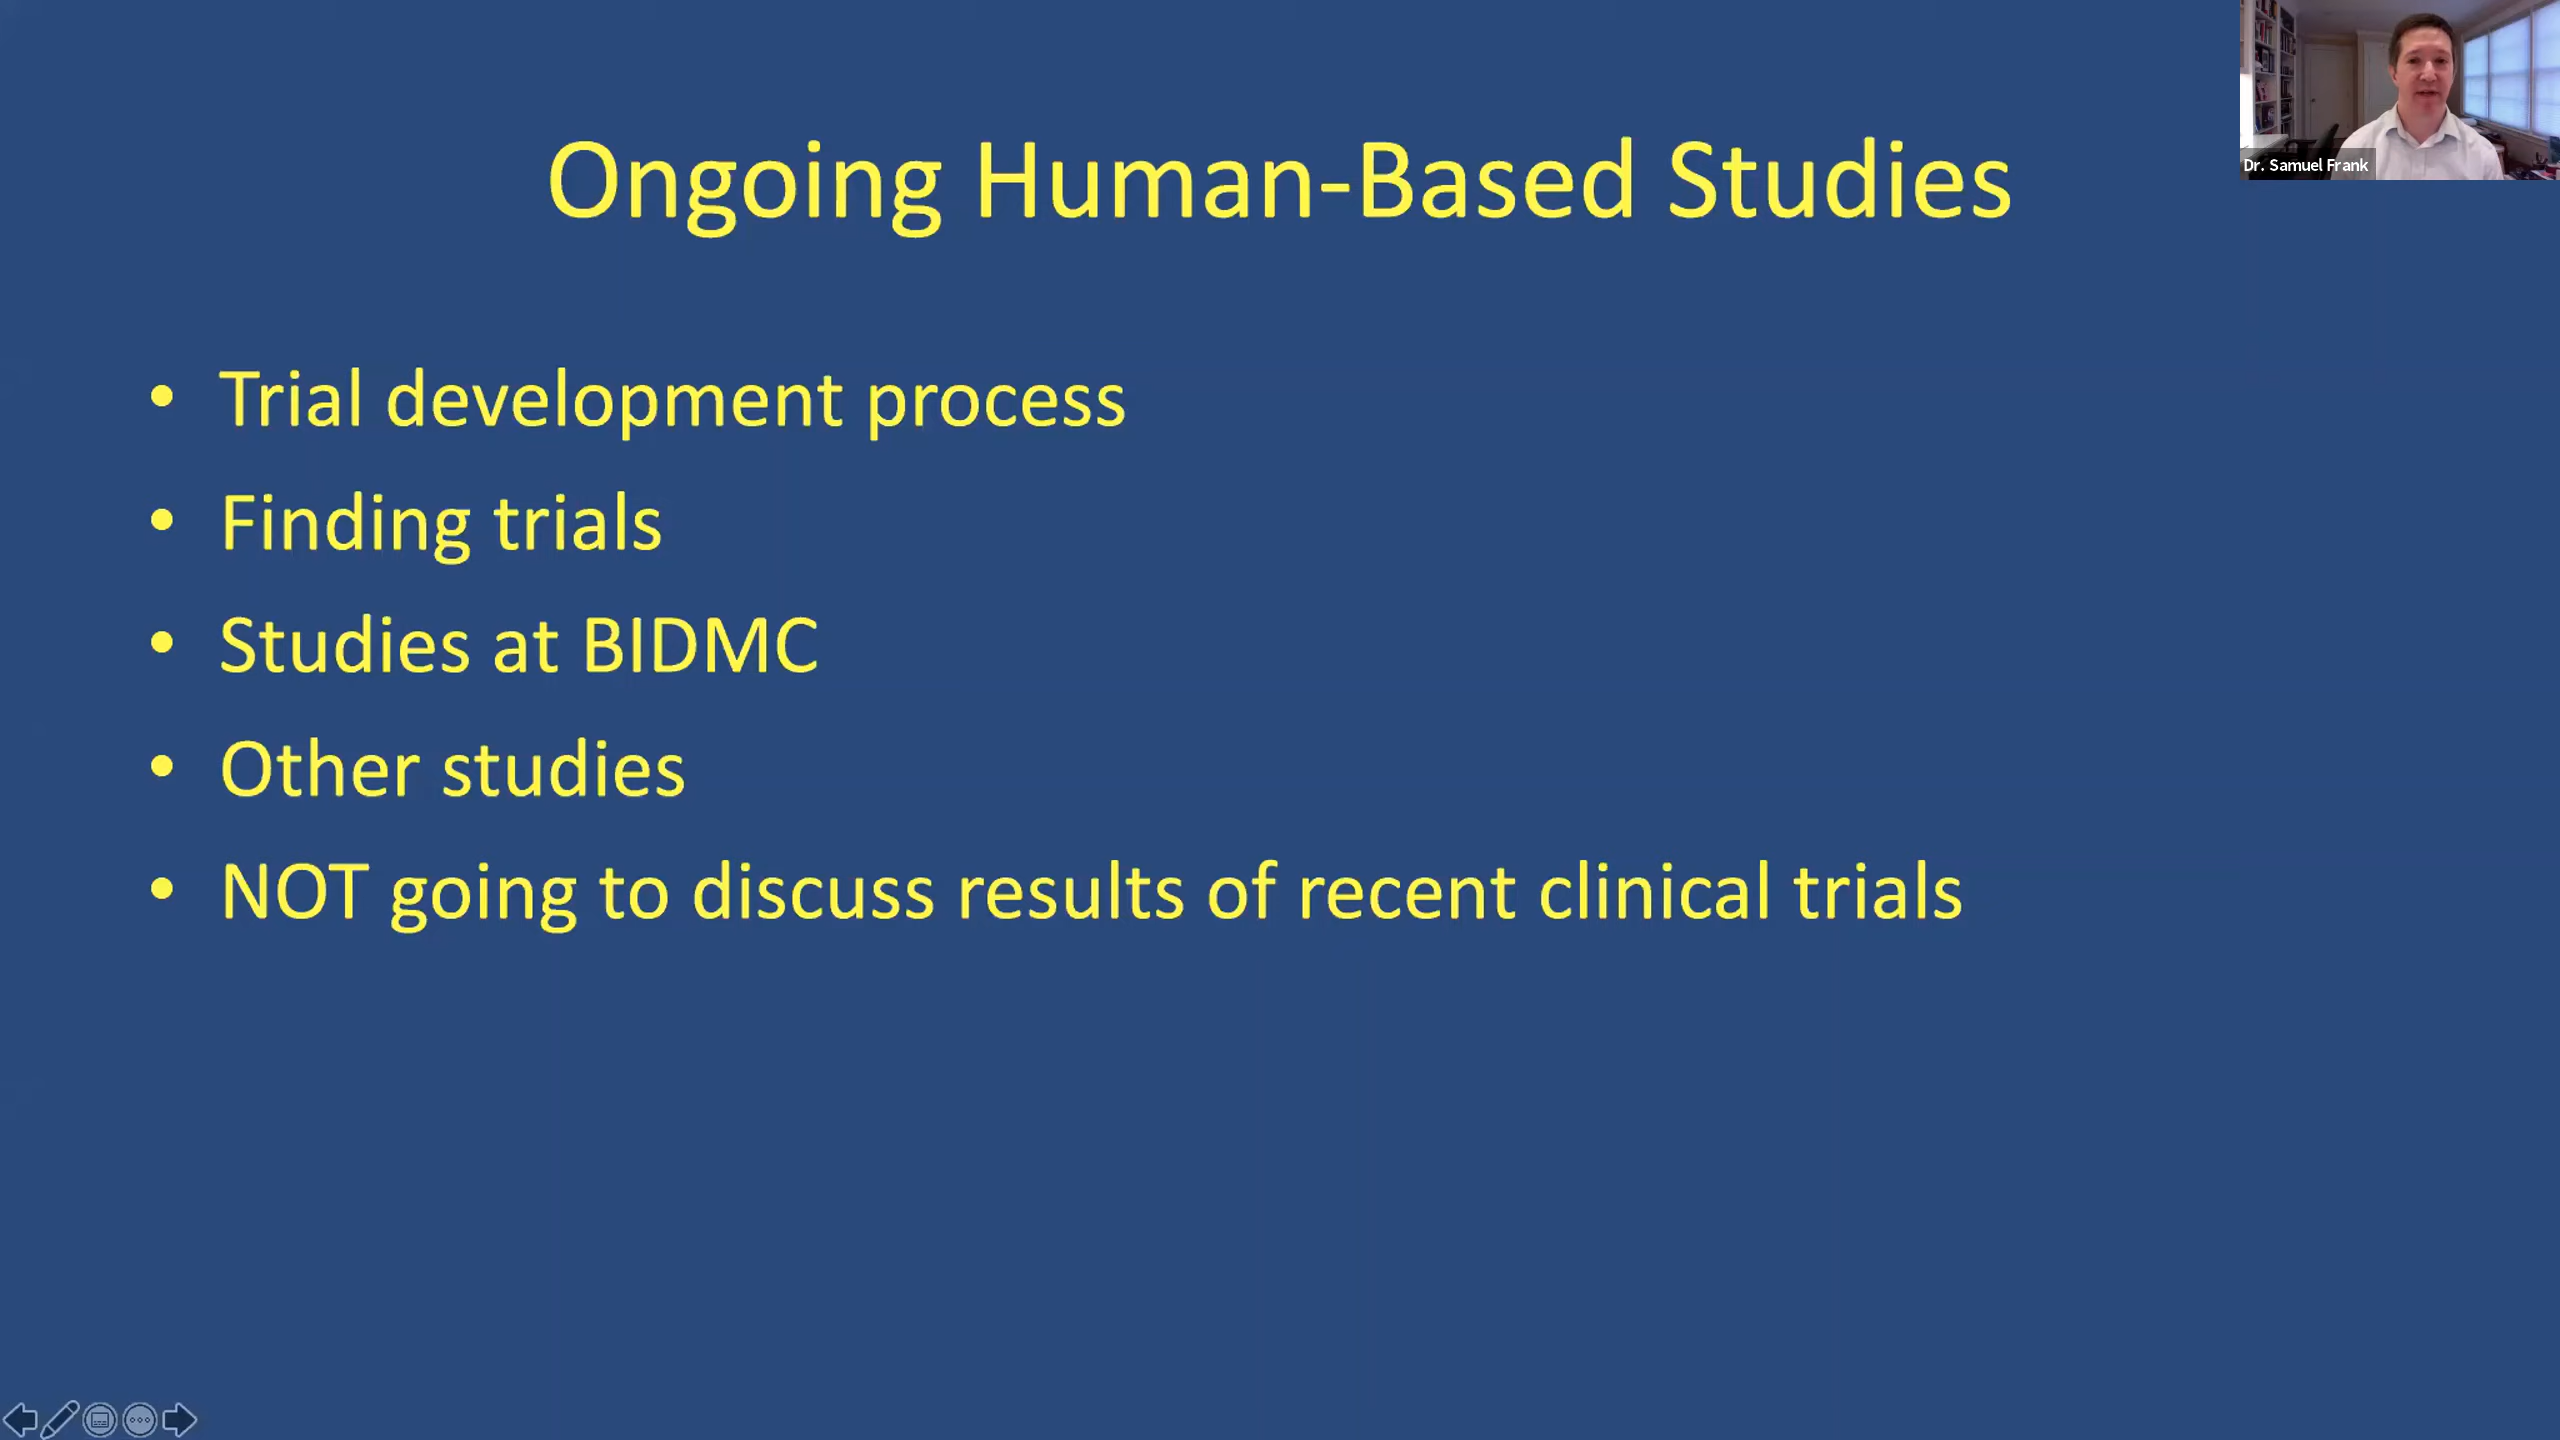 Ongoing Human-Based Studies
Dr. Samuel Frank
• Trial development process
• Finding trials
• Studies at BIDMC
• Other studies
• NOT going to discuss results of recent clinical trials